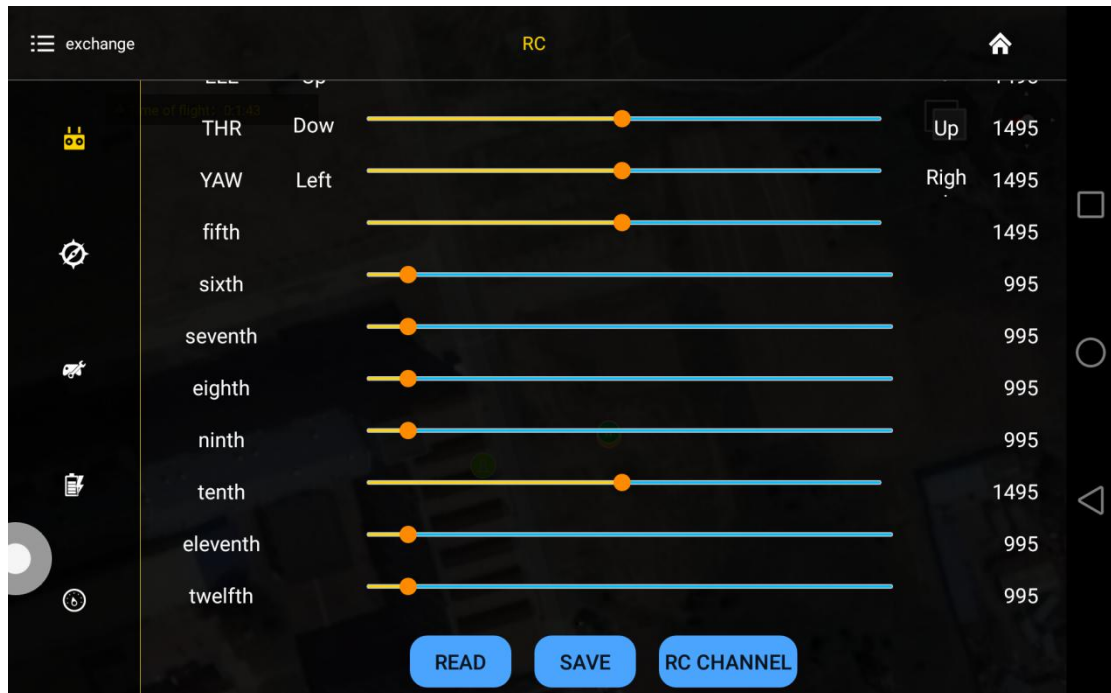 exchange RC
THR Dow Up 1495
YAW Left Righ 1495
fifth 1495
sixth 995
seventh 995
eighth 995
ninth 995
tenth 1495
eleventh 995
twelfth 995
READ SAVE RC CHANNEL